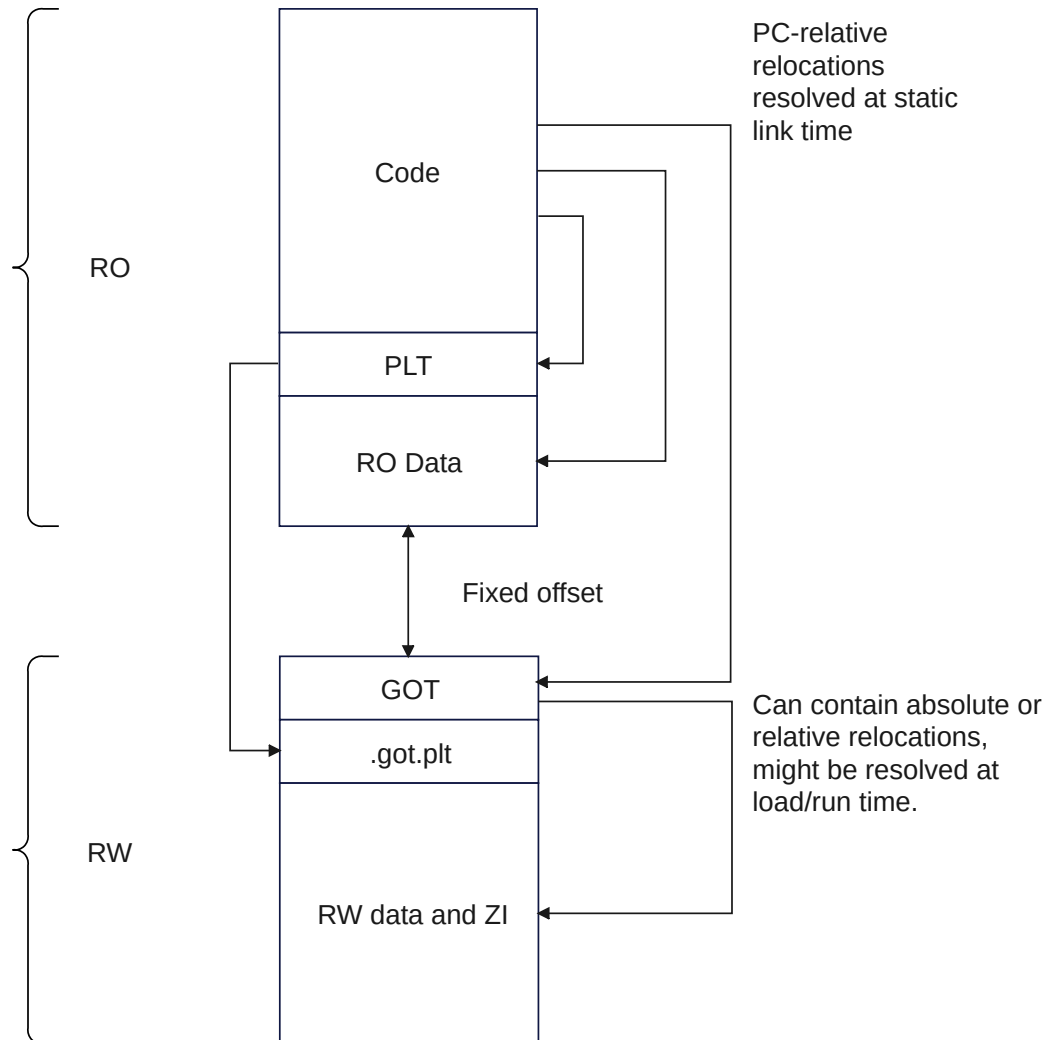 PC-relative
relocations
resolved at static
link time
Code
RO
PLT
RO Data
Fixed offset
GOT
Can contain absolute or
relative relocations,
might be resolved at
load/run time.
.got.plt
RW
RW data and ZI